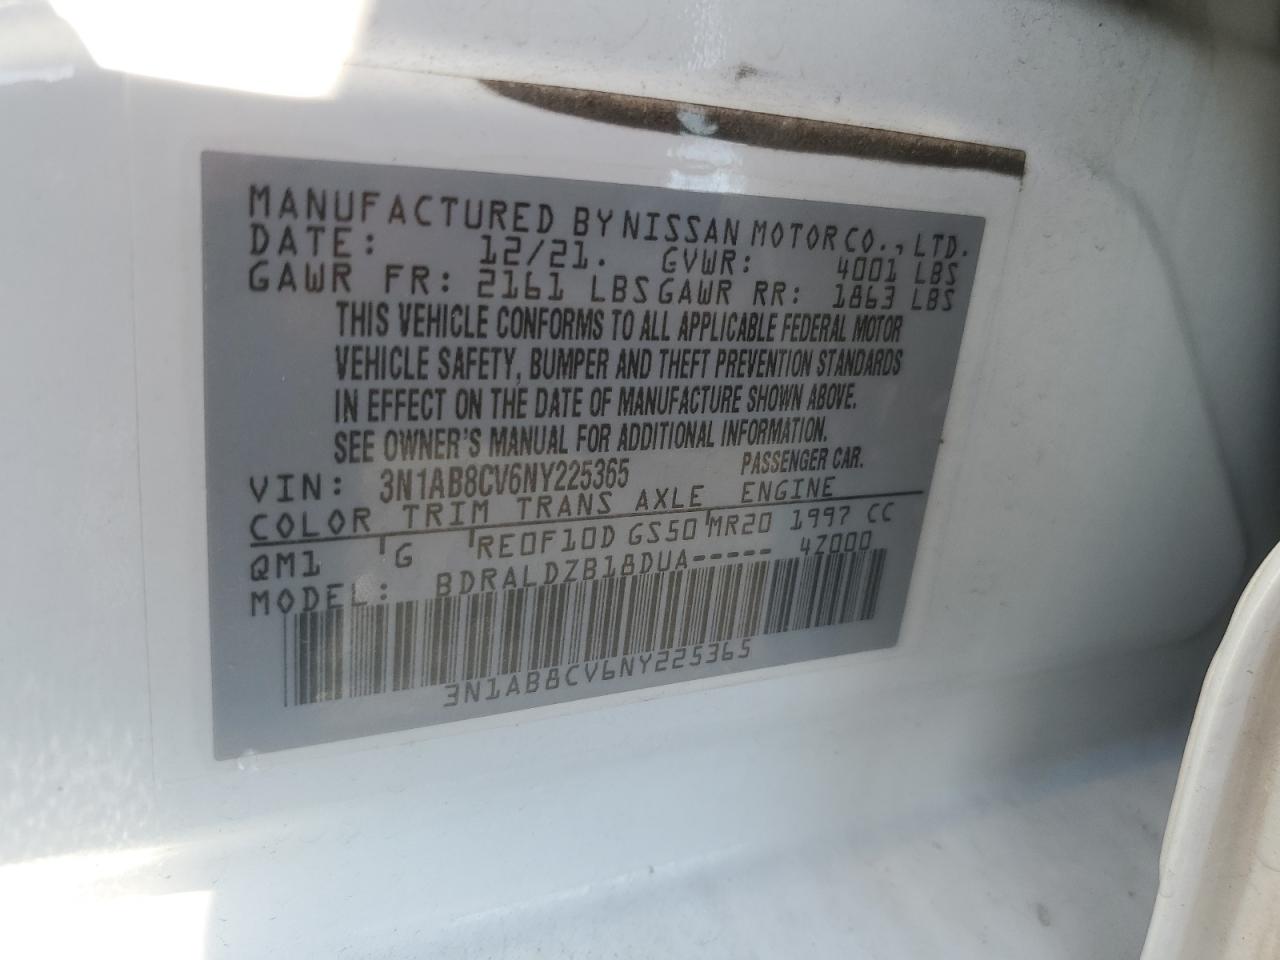 MANUFACTURED BY NISSAN MOTOR CO., LTD.
DATE: 12/21. GVWR: 4001 LBS
GAWR FR: 2161 LBS GAWR RR: 1863 LBS
THIS VEHICLE CONFORMS TO ALL APPLICABLE FEDERAL MOTOR
VEHICLE SAFETY, BUMPER AND THEFT PREVENTION STANDARDS
IN EFFECT ON THE DATE OF MANUFACTURE SHOWN ABOVE.
SEE OWNER'S MANUAL FOR ADDITIONAL INFORMATION.
VIN: 3N1AB8CV6NY225365 PASSENGER CAR.
COLOR TRIM TRANS AXLE ENGINE
QM1 G RE0F10D GS50 MR20 1997 CC
MODEL: BDRALDZB18DUA----- 4Z000
3N1AB8CV6NY225365